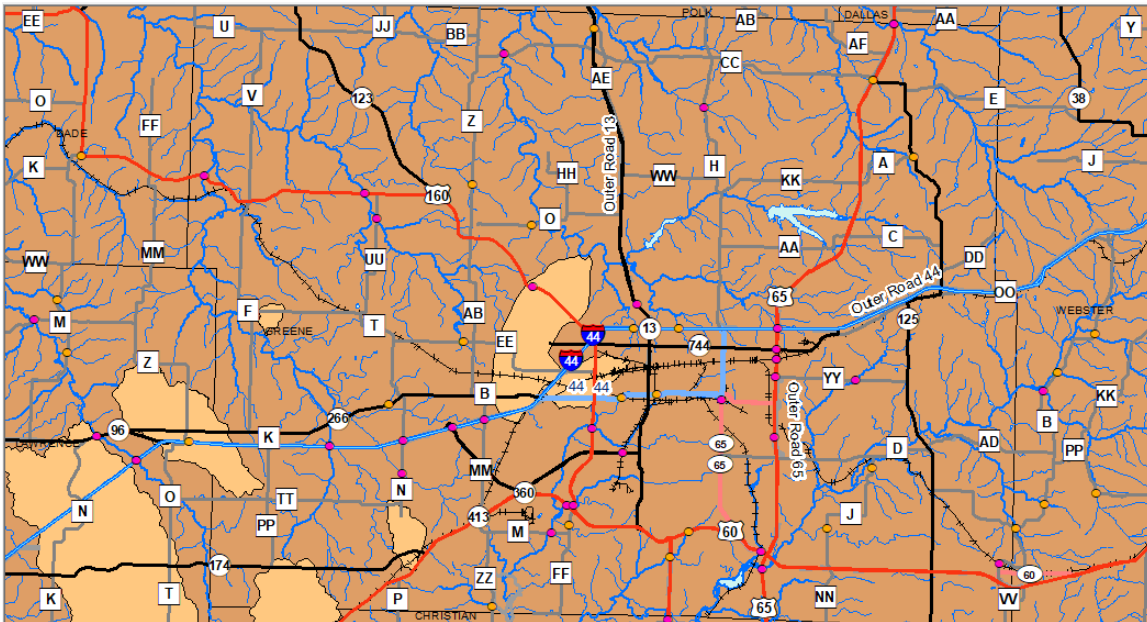 EE
U
JJ
BB
POLK
AB
DALLAS
AA
Y
AF
CC
AE
V
O
123
FF
Z
Outer Road 13
E
38
DADE
K
HH
WW
H
KK
A
J
160
O
AA
C
WW
MM
UU
DD
65
Outer Road 44
OO
M
F
GREENE
T
AB
44
13
125
WEBSTER
Z
EE
44
744
44
44
YY
Outer Road 65
B
KK
B
266
96
LAWRENCE
K
65
65
D
AD
PP
MM
N
O
TT
N
360
PP
413
M
60
J
174
FF
ZZ
60
K
T
P
CHRISTIAN
65
NN
VV